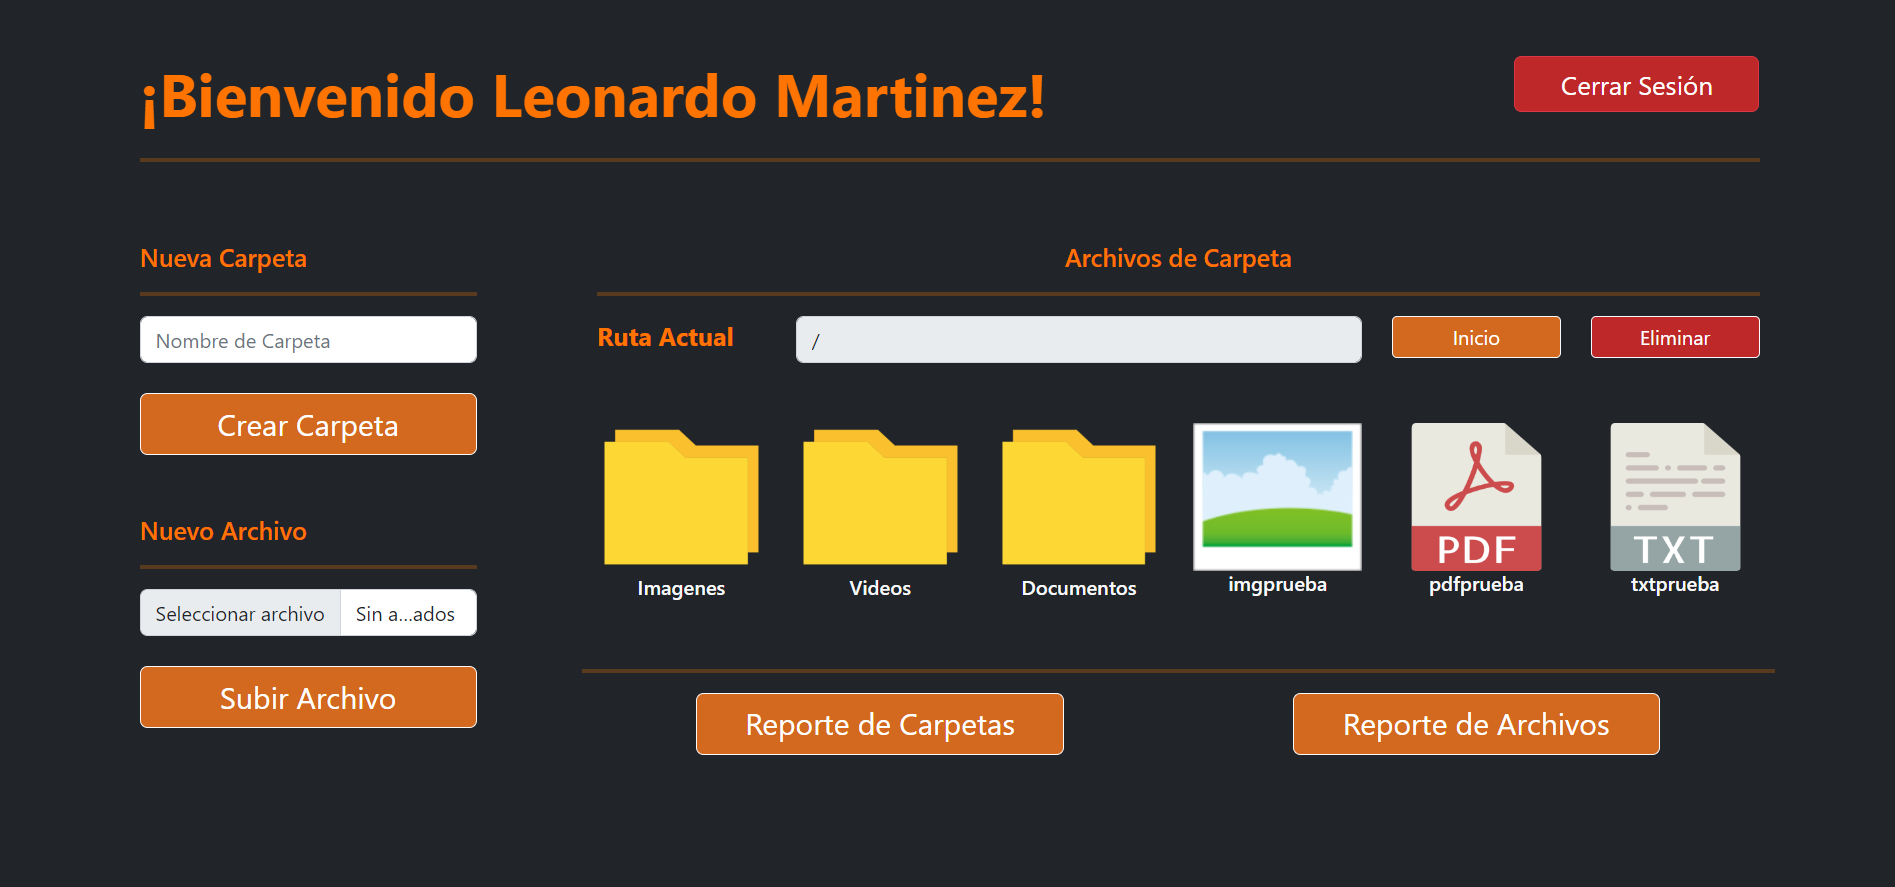 ¡Bienvenido Leonardo Martinez!
Cerrar Sesión
Nueva Carpeta
Nombre de Carpeta
Crear Carpeta
Nuevo Archivo
Seleccionar archivo Sin a...ados
Subir Archivo
Archivos de Carpeta
Ruta Actual / Inicio Eliminar
PDF TXT
Imagenes Videos Documentos imgprueba pdfprueba txtprueba
Reporte de Carpetas Reporte de Archivos